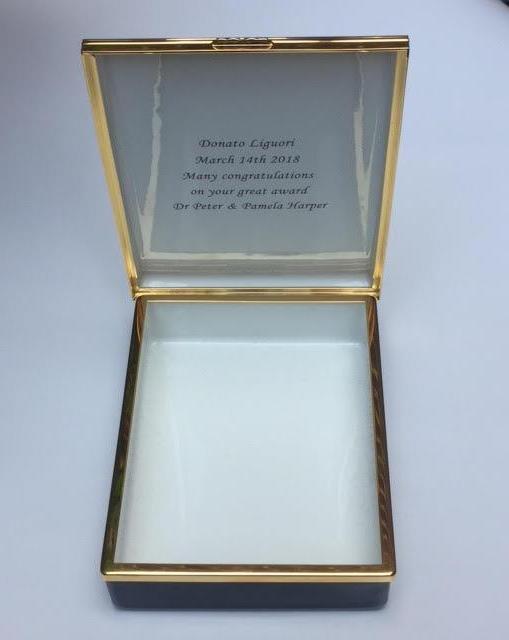 Donato Liguori
March 14th 2018
Many congratulations
on your great award
Dr Peter & Pamela Harper